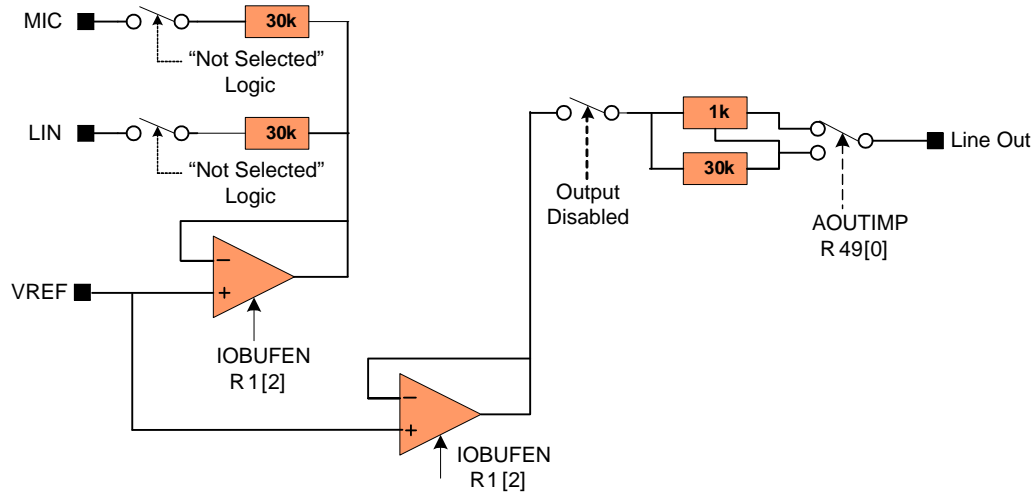 MIC
30k
“Not Selected”
Logic
LIN
30k
“Not Selected”
Logic
1k
30k
Line Out
Output
Disabled
AOUTIMP
R 49[0]
VREF
−
+
IOBUFEN
R 1[2]
−
+
IOBUFEN
R 1[2]